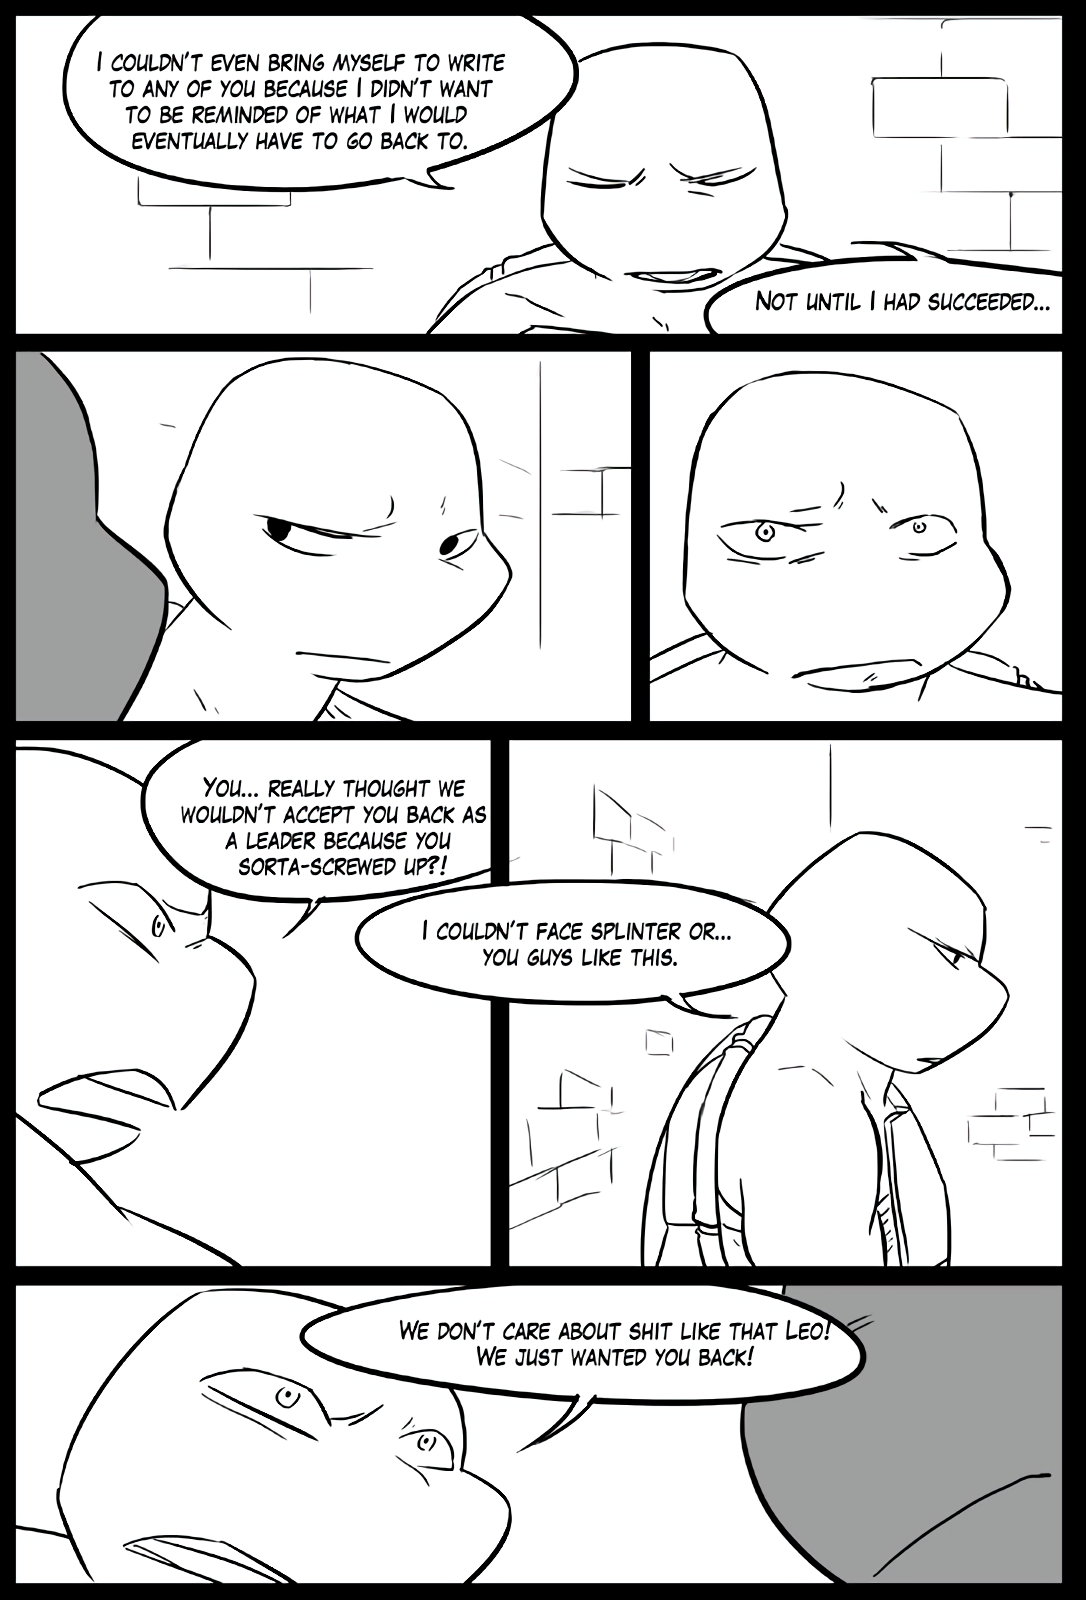 I COULDN'T EVEN BRING MYSELF TO WRITE
TO ANY OF YOU BECAUSE I DIDN'T WANT
TO BE REMINDED OF WHAT I WOULD
EVENTUALLY HAVE TO GO BACK TO.
NOT UNTIL I HAD SUCCEEDED...
YOU... REALLY THOUGHT WE
WOULDN'T ACCEPT YOU BACK AS
A LEADER BECAUSE YOU
SORTA-SCREWED UP?!
I COULDN'T FACE SPLINTER OR...
YOU GUYS LIKE THIS.
WE DON'T CARE ABOUT SHIT LIKE THAT LEO!
WE JUST WANTED YOU BACK!